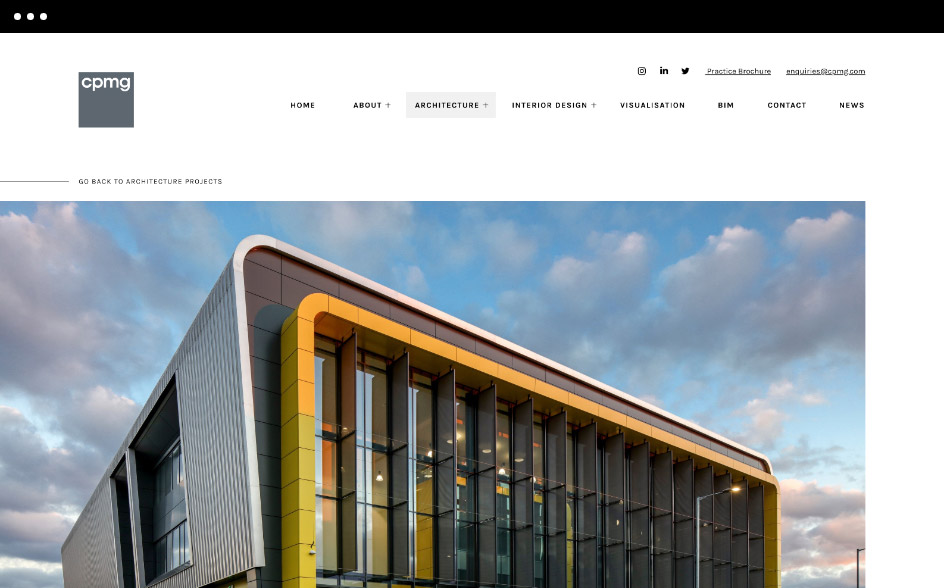 Practice Brochure enquiries@cpmg.com
cpmg
HOME ABOUT + ARCHITECTURE + INTERIOR DESIGN + VISUALISATION BIM CONTACT NEWS
GO BACK TO ARCHITECTURE PROJECTS